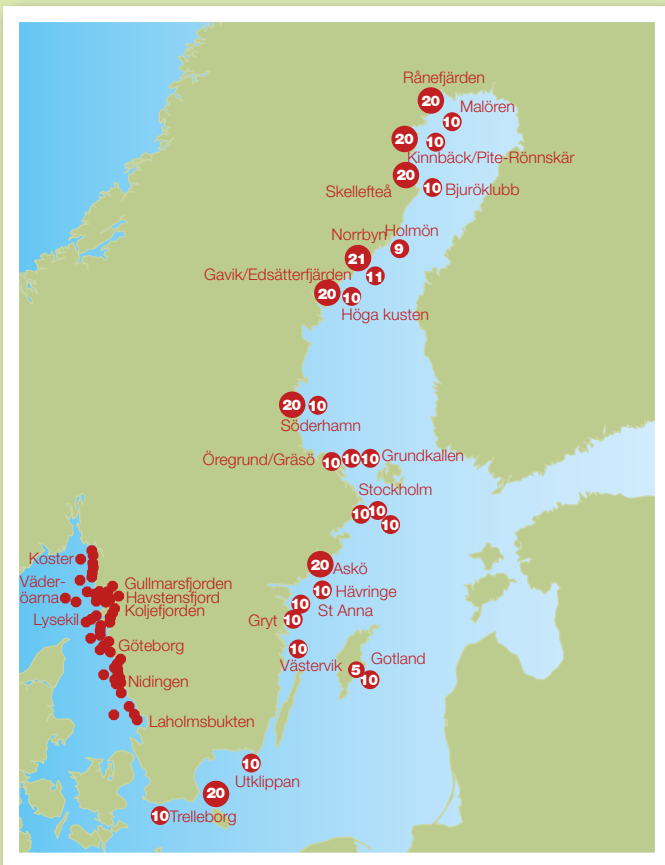 Rånefjärden
20
Malören
10
20
10
Kinnbäck/Pite-Rönnskär
20
Skellefteå
10 Bjuröklubb
Holmön
Norrbyn
9
21
11
Gavik/Edsätterfjärden
20
10
Höga kusten
20 10
Söderhamn
Öregrund/Gräsö
10 10 10
Grundkallen
Stockholm
10 10 10
Koster
20
Askö
Väder-
öarna
Gullmarsfjorden
Havstensfjord
Koljefjorden
10
Hävringe
10
St Anna
Lysekil
Gryt
10
Göteborg
10
Västervik
5
10
Gotland
Nidingen
Laholmsbukten
10
Utklippan
20
10
Trelleborg